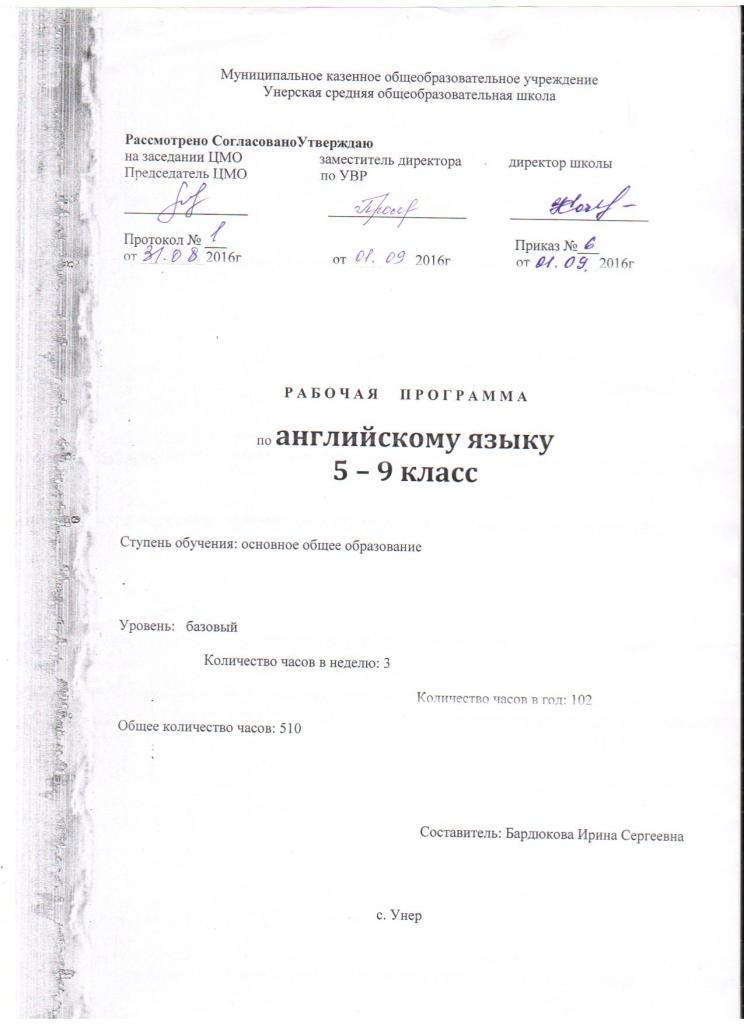 Муниципальное казенное общеобразовательное учреждение
Унерская средняя общеобразовательная школа
Рассмотрено СогласованоУтверждаю
на заседании ЦМО заместитель директора директор школы
Председатель ЦМО по УВР
Протокол № 1 Приказ № 6
от 31.08 2016г от 01.09 2016г от 01.09. 2016г
РАБОЧАЯ ПРОГРАММА
по английскому языку
5 – 9 класс
Ступень обучения: основное общее образование
Уровень: базовый
Количество часов в неделю: 3
Количество часов в год: 102
Общее количество часов: 510
Составитель: Бардюкова Ирина Сергеевна
с. Унер